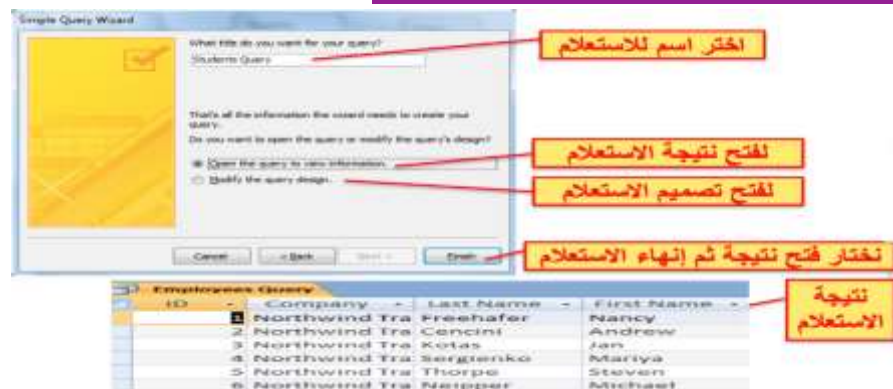 Simple Query Wizard
What title do you want for your query?
اختر اسم للاستعلام
Students Query
That's all the information the wizard needs to create your
query.
Do you want to open the query or modify the query's design?
Open the query to view information.
لفتح نتيجة الاستعلام
Modify the query design.
لفتح تصميم الاستعلام
Cancel < Back Next > Finish
نختار فتح نتيجة ثم إنهاء الاستعلام
Employees Query
نتيجة
الاستعلام
ID Company Last Name First Name
1 Northwind Tra Freehafer Nancy
2 Northwind Tra Cencini Andrew
3 Northwind Tra Kotas Jan
4 Northwind Tra Sergienko Mariya
5 Northwind Tra Thorpe Steven
6 Northwind Tra Neipper Michael